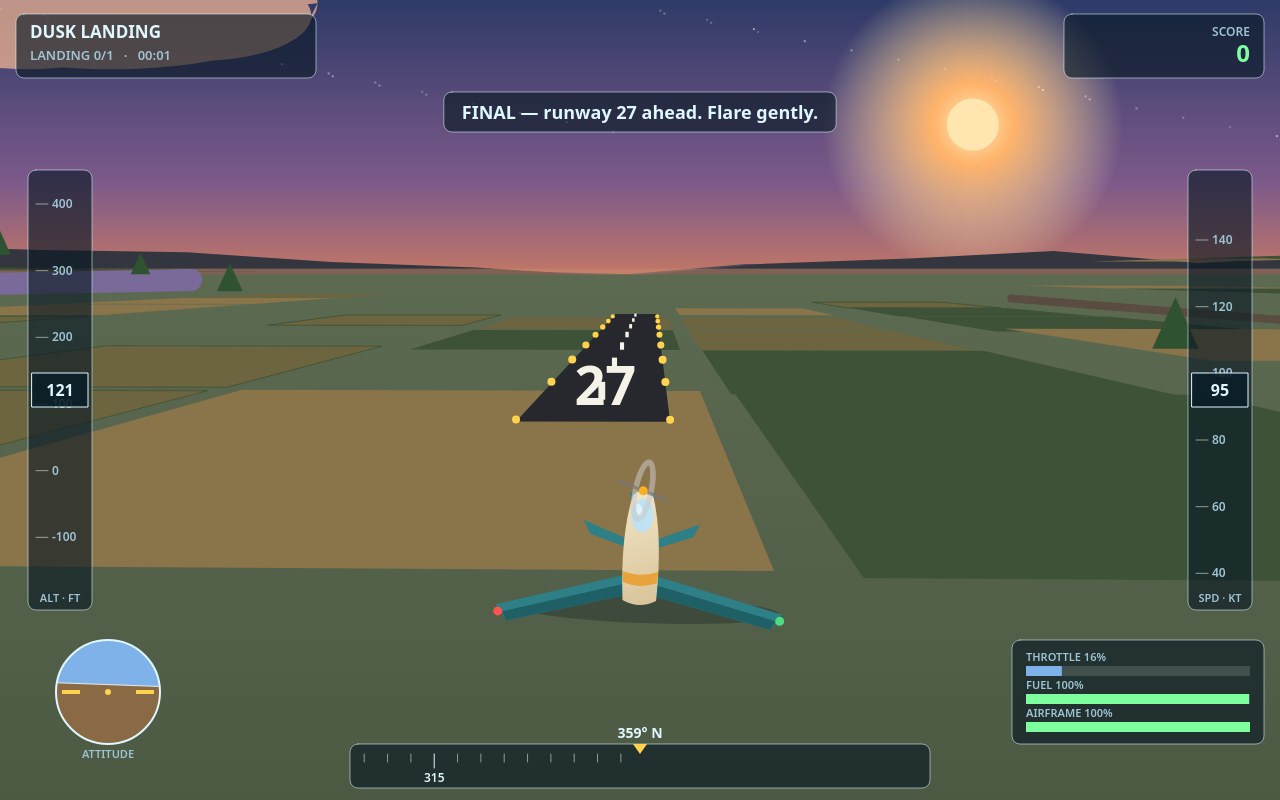 DUSK LANDING
LANDING 0/1 · 00:01
SCORE
0
FINAL — runway 27 ahead. Flare gently.
400
300
200
121
100
0
-100
ALT · FT
140
120
100
95
80
60
40
SPD · KT
27
ATTITUDE
THROTTLE 16%
FUEL 100%
AIRFRAME 100%
359° N
315